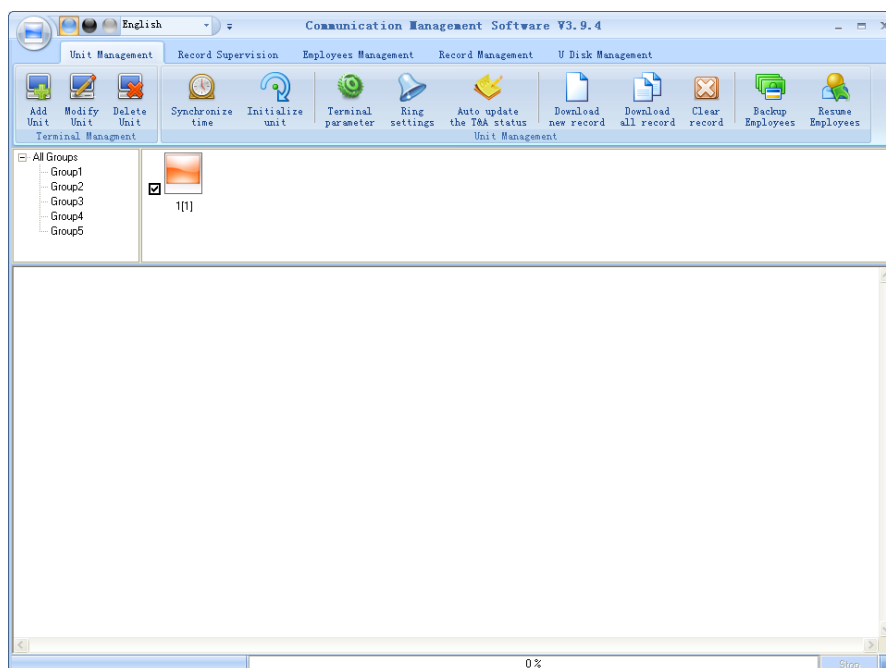 English
Communication Management Software V3.9.4
Unit Management Record Supervision Employees Management Record Management U Disk Management
Add Unit
Modify Unit
Delete Unit
Synchronize time
Initialize unit
Terminal parameter
Ring settings
Auto update the T&A status
Download new record
Download all record
Clear record
Backup Employees
Resume Employees
Terminal Managment
Unit Management
All Groups
Group1
Group2
Group3
Group4
Group5
1[1]
0 %
Stop